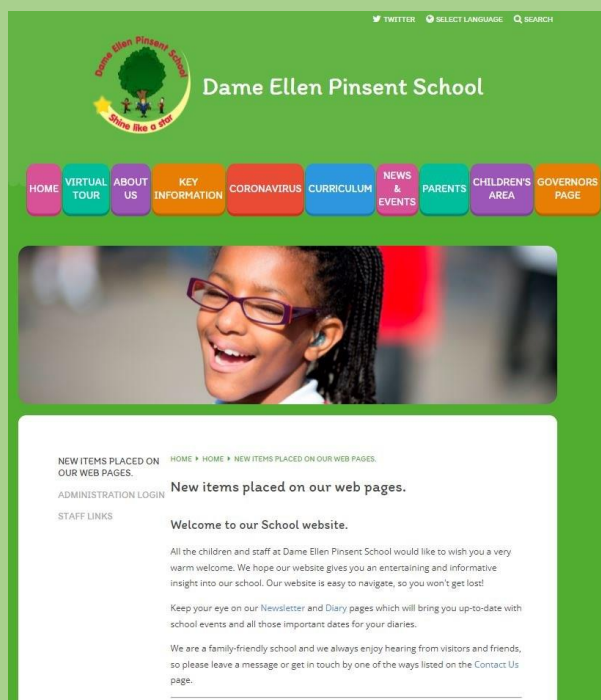 TWITTER SELECT LANGUAGE SEARCH
Dame Ellen Pinsent School
Shine like a star
Dame Ellen Pinsent School
HOME
VIRTUAL
TOUR
ABOUT
US
KEY
INFORMATION
CORONAVIRUS
CURRICULUM
NEWS
&
EVENTS
PARENTS
CHILDREN'S
AREA
GOVERNORS
PAGE
NEW ITEMS PLACED ON
OUR WEB PAGES.
ADMINISTRATION LOGIN
STAFF LINKS
HOME HOME NEW ITEMS PLACED ON OUR WEB PAGES.
New items placed on our web pages.
Welcome to our School website.
All the children and staff at Dame Ellen Pinsent School would like to wish you a very
warm welcome. We hope our website gives you an entertaining and informative
insight into our school. Our website is easy to navigate, so you won't get lost!
Keep your eye on our Newsletter and Diary pages which will bring you up-to-date with
school events and all those important dates for your diaries.
We are a family-friendly school and we always enjoy hearing from visitors and friends,
so please leave a message or get in touch by one of the ways listed on the Contact Us
page.